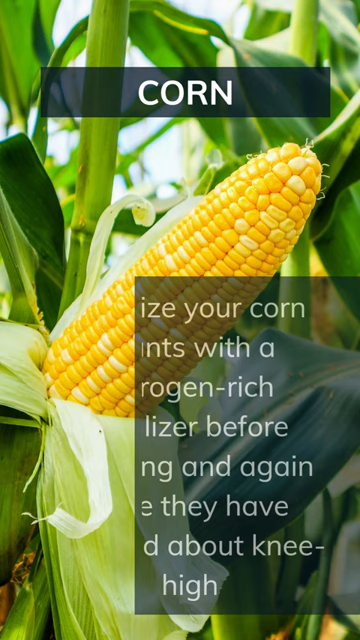 CORN
ize your corn
nts with a
rogen-rich
lizer before
ng and again
e they have
d about knee-
high